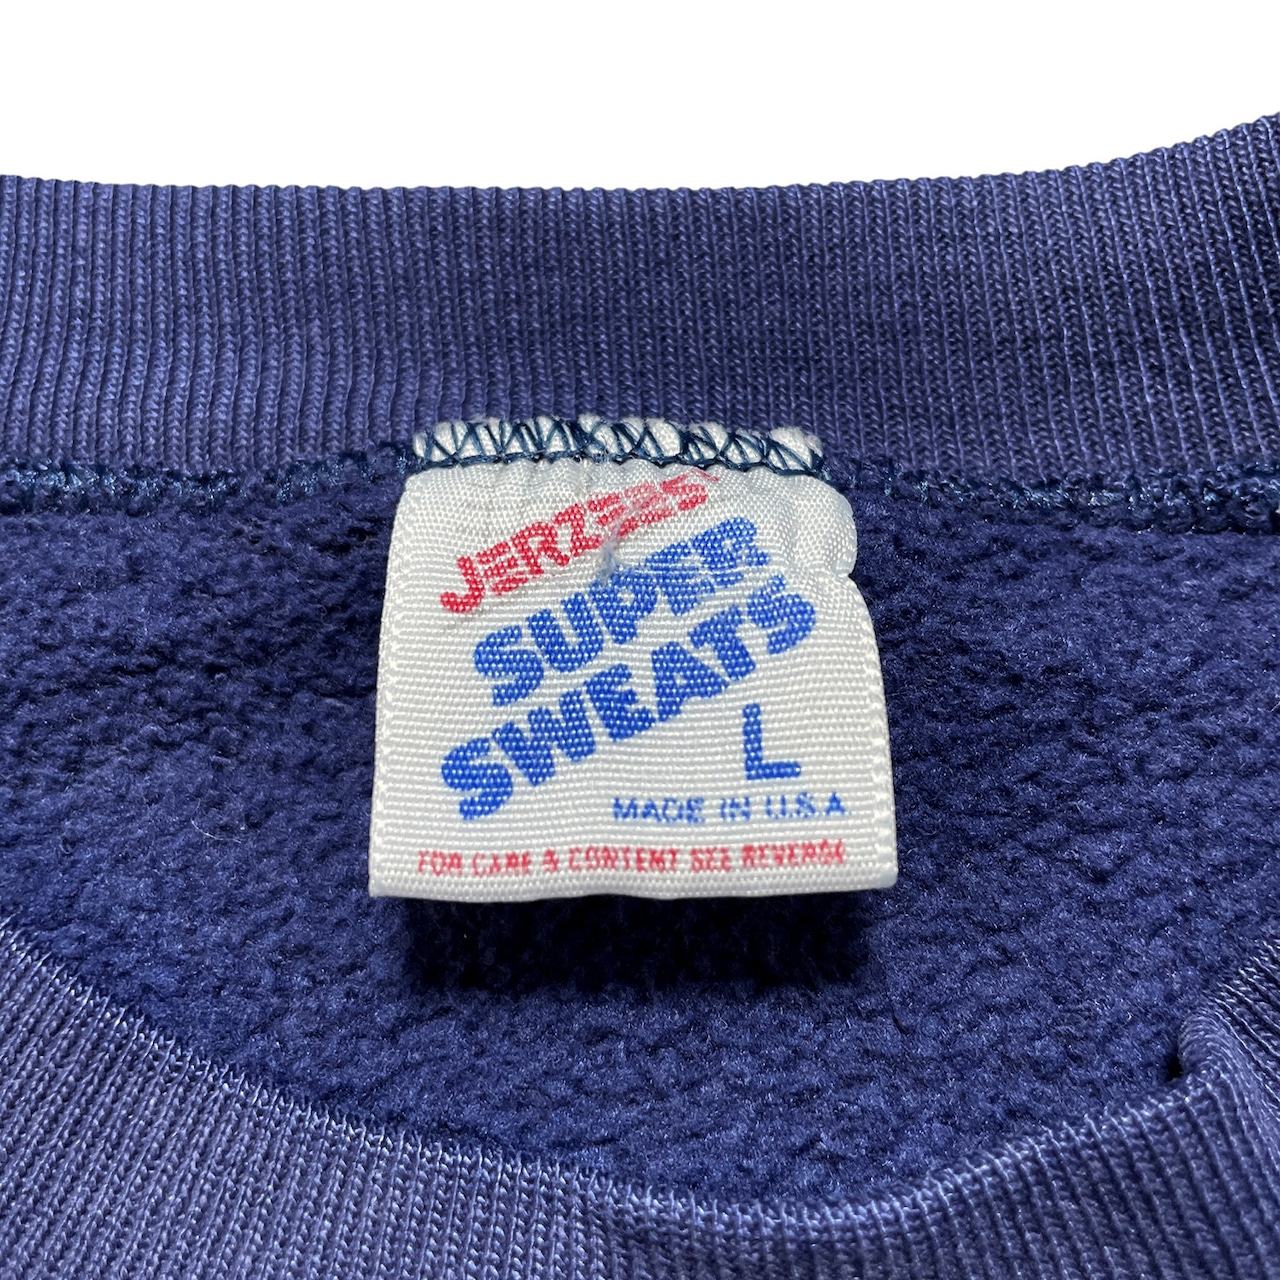 JERZEES
SUPER
SWEATS
L
MADE IN U.S.A
FOR CARE & CONTENT SEE REVERSE